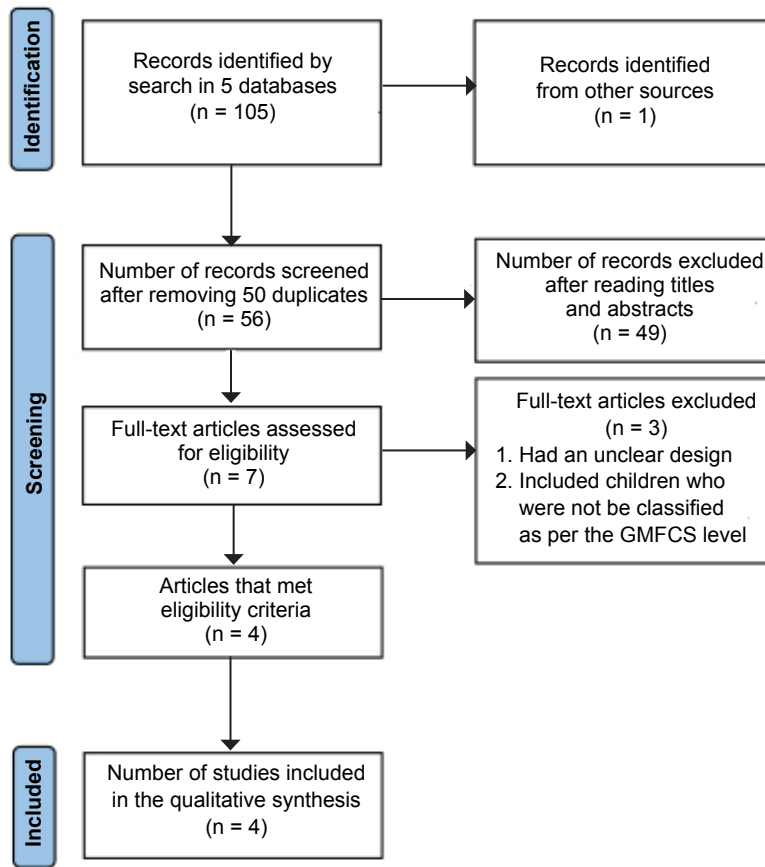 Identification
Records identified by
search in 5 databases
(n = 105)
Records identified
from other sources
(n = 1)
Screening
Number of records screened
after removing 50 duplicates
(n = 56)
Number of records excluded
after reading titles
and abstracts
(n = 49)
Full-text articles assessed
for eligibility
(n = 7)
Full-text articles excluded
(n = 3)
1. Had an unclear design
2. Included children who
were not be classified
as per the GMFCS level
Articles that met
eligibility criteria
(n = 4)
Included
Number of studies included
in the qualitative synthesis
(n = 4)